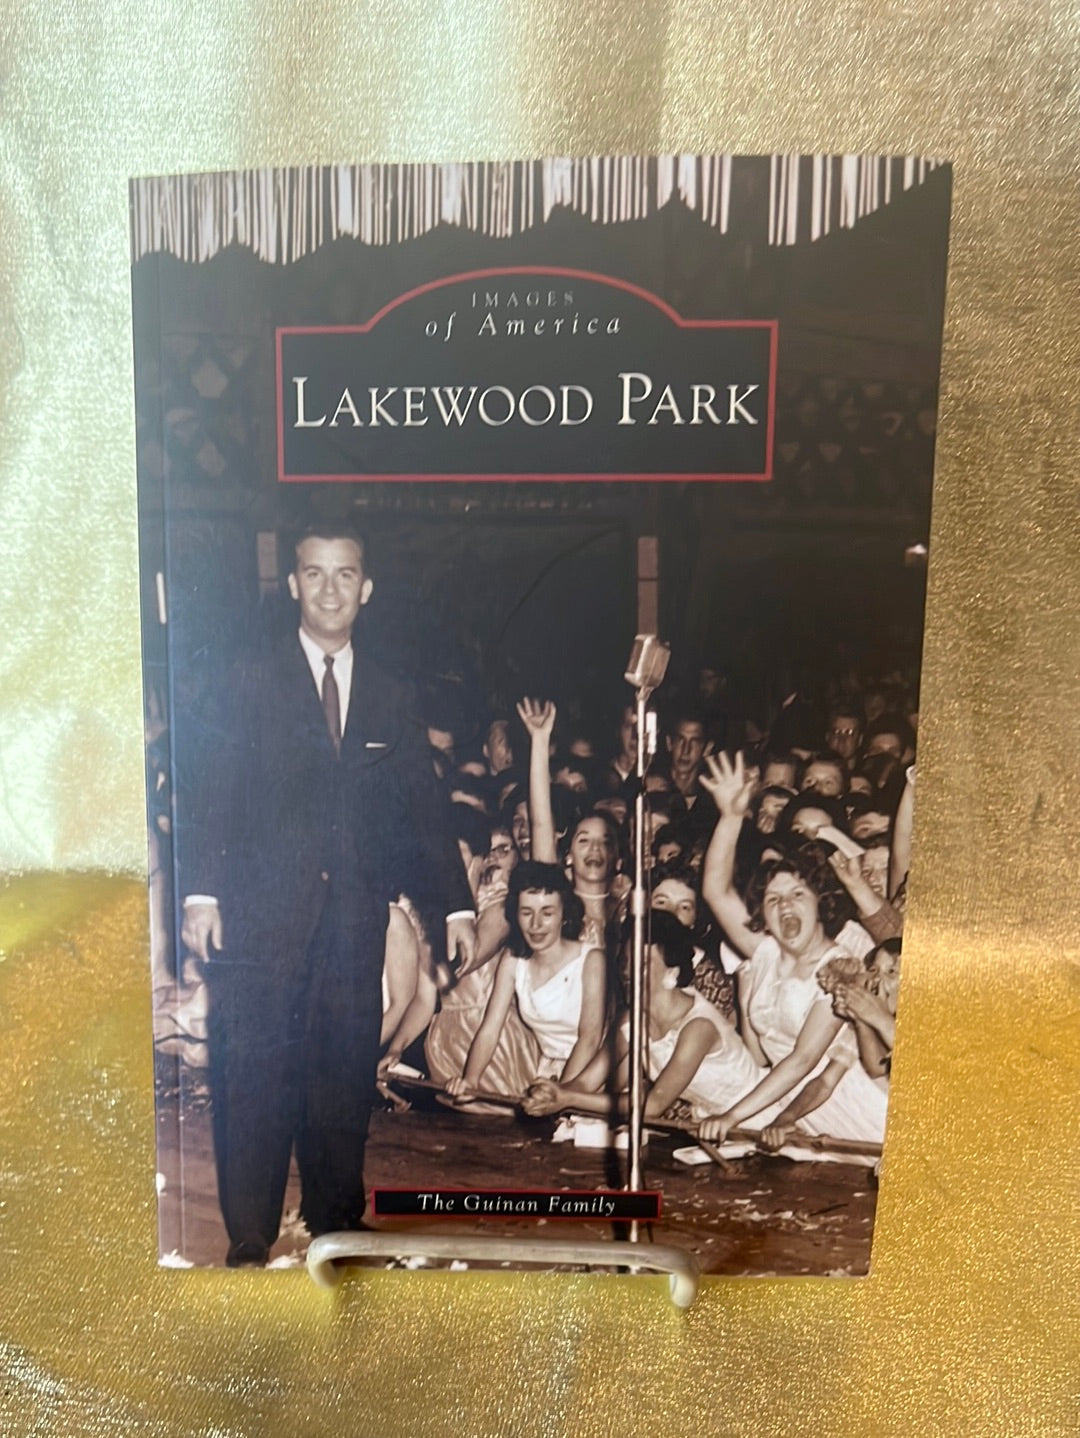 IMAGES
of America
LAKEWOOD PARK
The Guinan Family